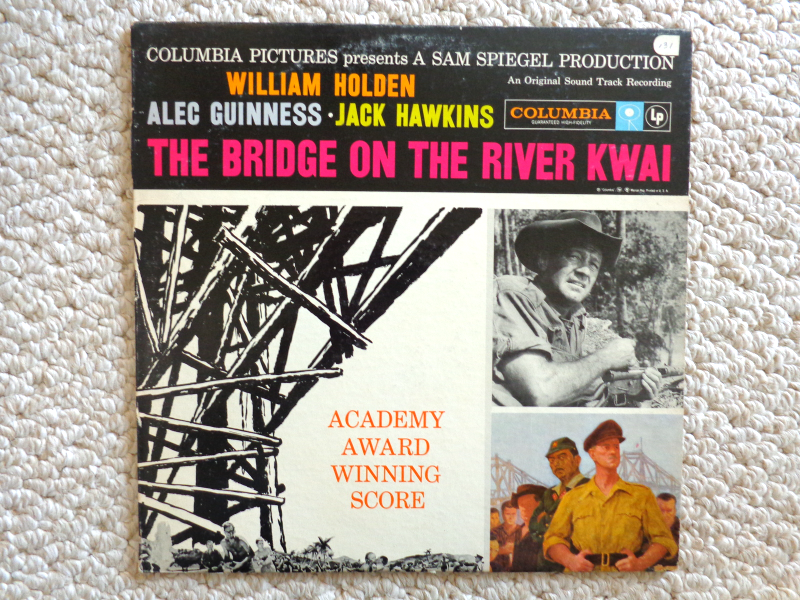 COLUMBIA PICTURES presents A SAM SPIEGEL PRODUCTION
WILLIAM HOLDEN
An Original Sound Track Recording
ALEC GUINNESS · JACK HAWKINS
COLUMBIA
GUARANTEED HIGH-FIDELITY
Lp
THE BRIDGE ON THE RIVER KWAI
ACADEMY
AWARD
WINNING
SCORE